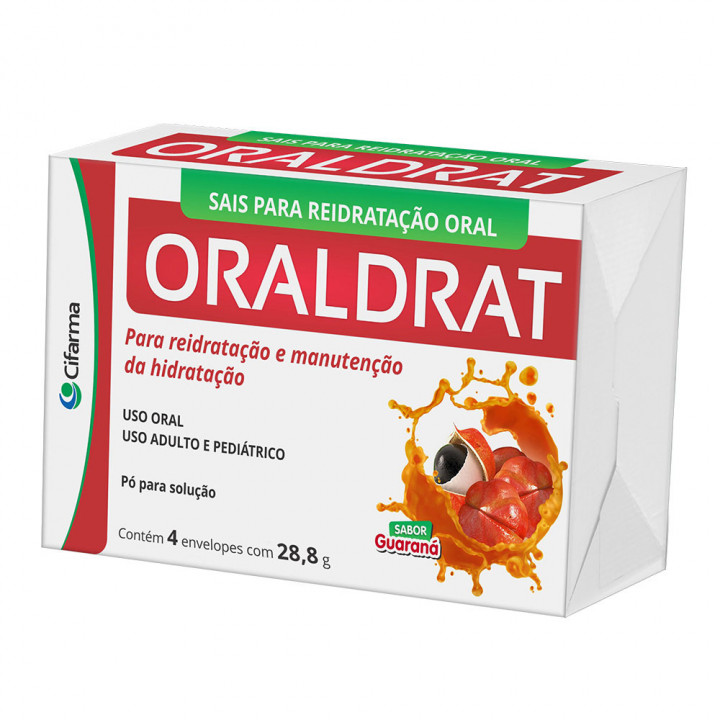 SAIS PARA REIDRATAÇÃO ORAL
ORALDRAT
SAIS PARA REIDRATAÇÃO ORAL
ORALDRAT
Para reidratação e manutenção
da hidratação
USO ORAL
USO ADULTO E PEDIÁTRICO
Pó para solução
Contém 4 envelopes com 28,8 g
SABOR
Guaraná
Cifarma